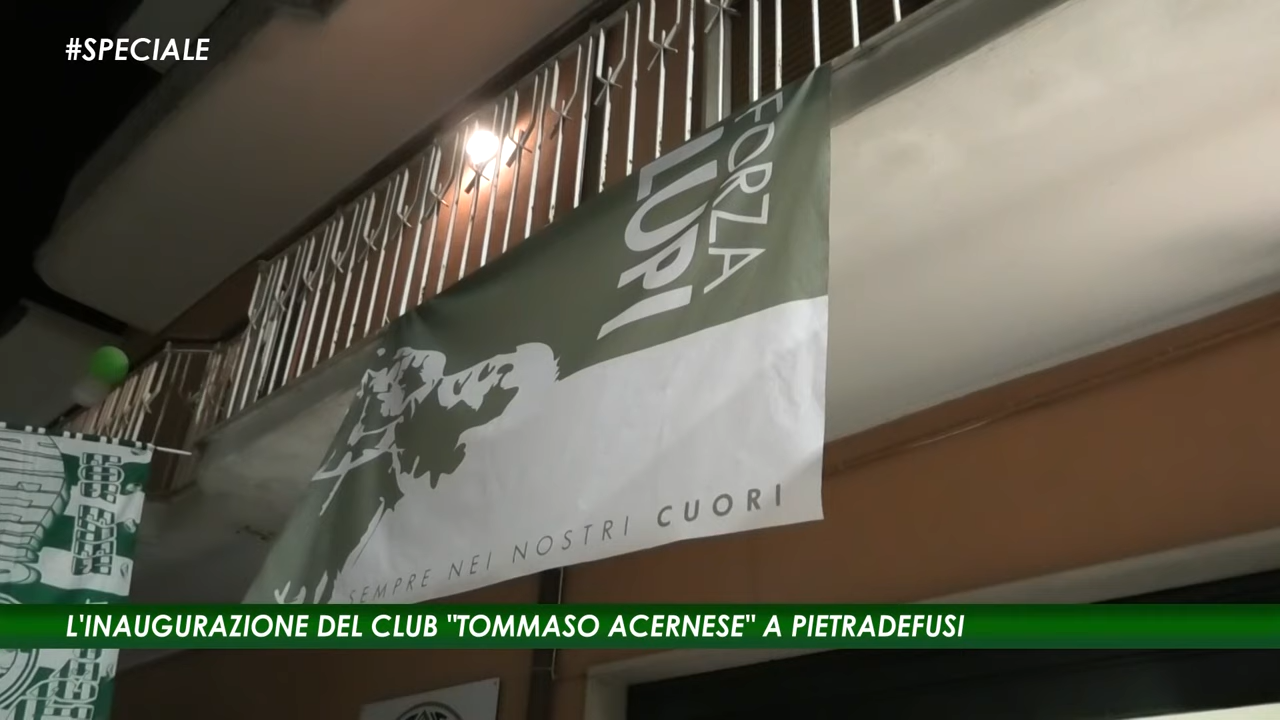 #SPECIALE
FORZA
LUPI
SEMPRE NEI NOSTRI CUORI
L'INAUGURAZIONE DEL CLUB "TOMMASO ACERNESE" A PIETRADEFUSI